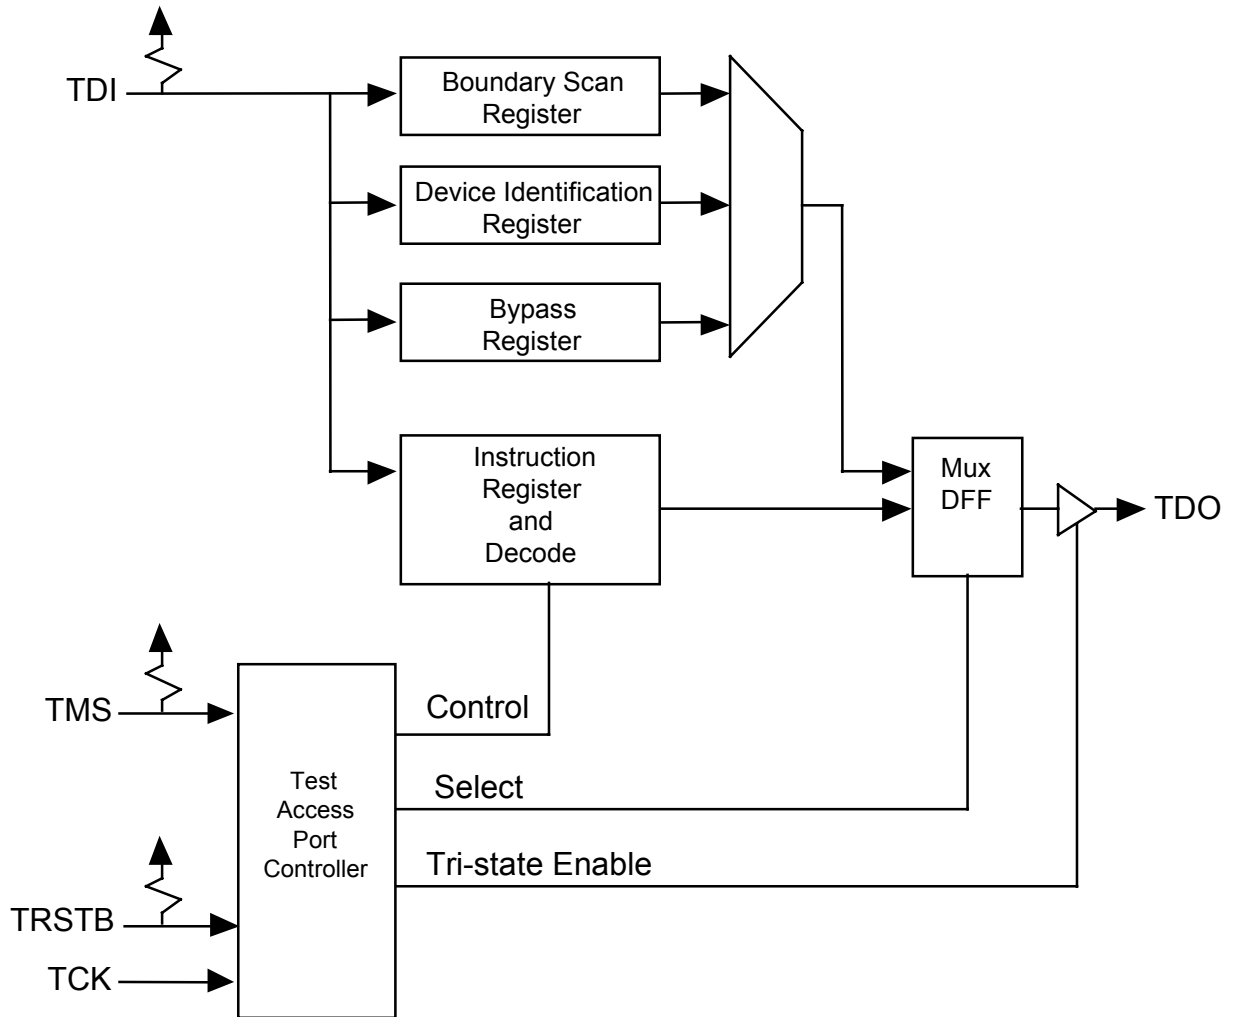 TDI
Boundary Scan
Register
Device Identification
Register
Bypass
Register
Instruction
Register
and
Decode
Mux
DFF
TDO
TMS
Control
Select
Test
Access
Port
Controller
Tri-state Enable
TRSTB
TCK